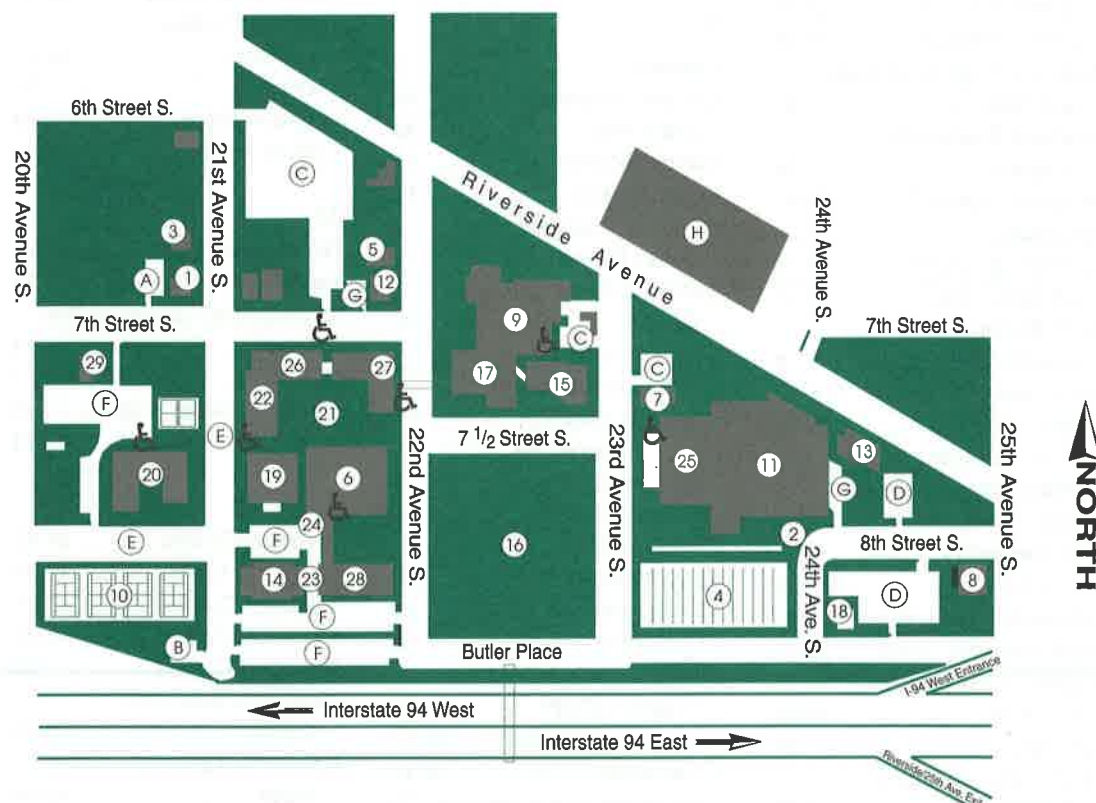 6th Street S.
20th Avenue S.
21st Avenue S.
C
3
A
1
5
12
G
7th Street S.
Riverside Avenue
H
24th Avenue S.
7th Street S.
9
C
17
15
C
7
29
F
26
27
22
21
E
20
19
6
22nd Avenue S.
7 1/2 Street S.
23rd Avenue S.
25
11
13
G
D
25th Avenue S.
NORTH
E
24
F
16
2
8th Street S.
10
14
23
28
4
24th Ave. S.
18
D
8
B
F
F
Butler Place
I-94 West Entrance
Interstate 94 West
Interstate 94 East
Riverside/25th Ave. Exit